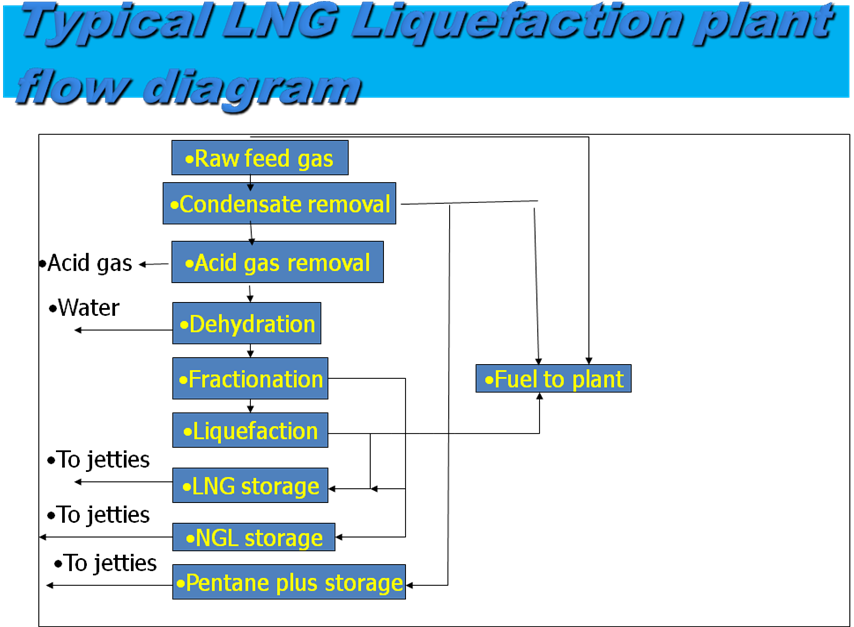 Typical LNG Liquefaction plant
flow diagram
•Raw feed gas
•Condensate removal
•Acid gas
•Acid gas removal
•Water
•Dehydration
•Fractionation
•Fuel to plant
•Liquefaction
•To jetties
•LNG storage
•To jetties
•NGL storage
•To jetties
•Pentane plus storage